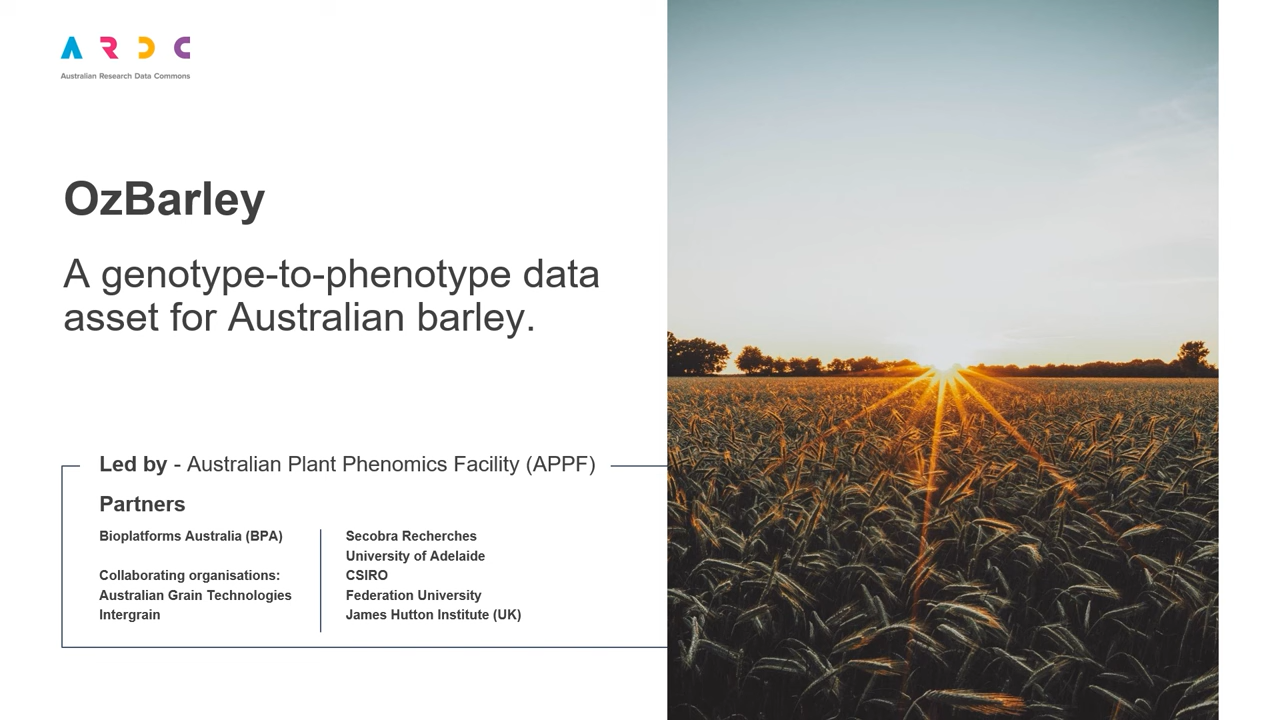 ARDC
Australian Research Data Commons
OzBarley
A genotype-to-phenotype data
asset for Australian barley.
Led by - Australian Plant Phenomics Facility (APPF)
Partners
Bioplatforms Australia (BPA)
Collaborating organisations:
Australian Grain Technologies
Intergrain
Secobra Recherches
University of Adelaide
CSIRO
Federation University
James Hutton Institute (UK)